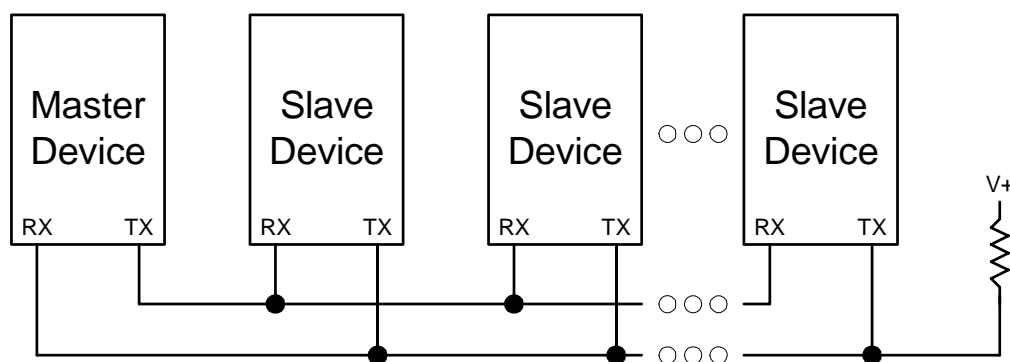 Master
Device
Slave
Device
Slave
Device
Slave
Device
RX TX
RX TX
RX TX
RX TX
V+